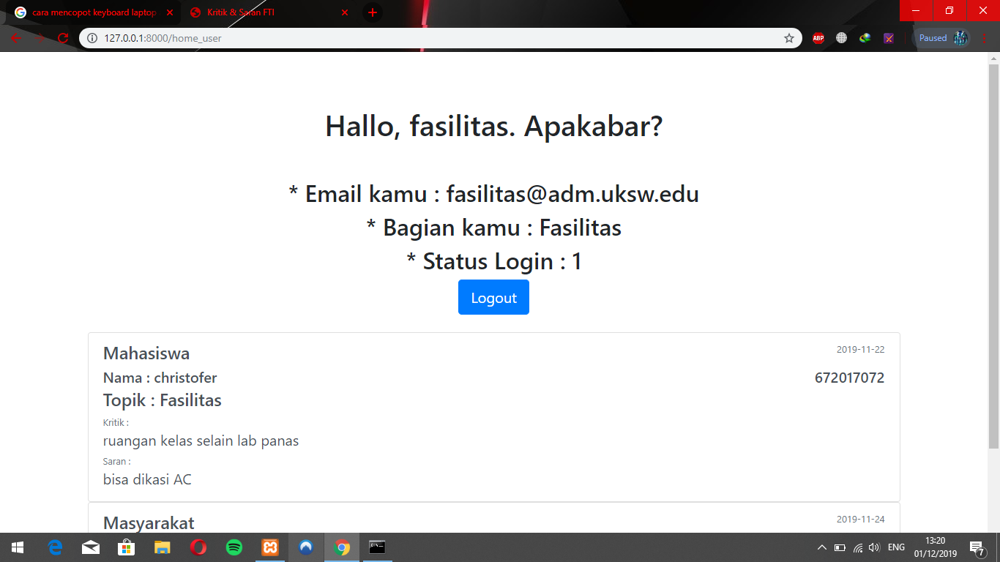 cara mencopot keyboard laptop
Kritik & Saran FTI
127.0.0.1:8000/home_user
ABP
Paused
Hallo, fasilitas. Apakabar?
* Email kamu : fasilitas@adm.uksw.edu
* Bagian kamu : Fasilitas
* Status Login : 1
Logout
Mahasiswa
2019-11-22
Nama : christofer
672017072
Topik : Fasilitas
Kritik :
ruangan kelas selain lab panas
Saran :
bisa dikasi AC
Masyarakat
2019-11-24
ENG
13:20
01/12/2019
7